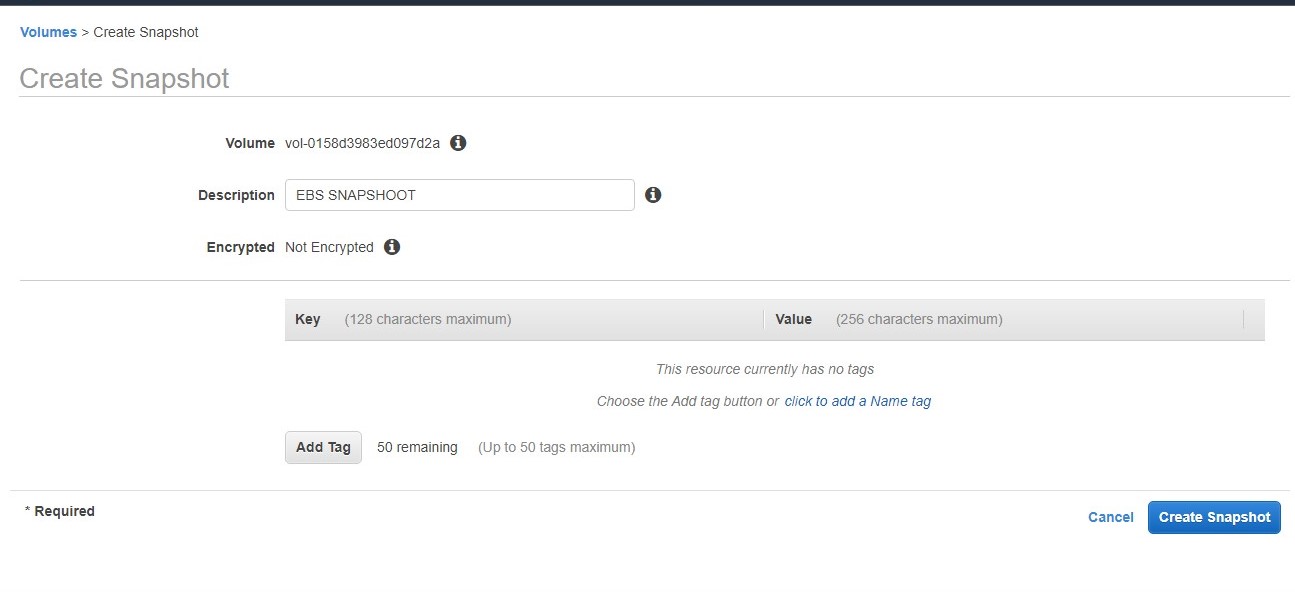 Volumes > Create Snapshot
Create Snapshot
Volume vol-0158d3983ed097d2a
Description EBS SNAPSHOOT
Encrypted Not Encrypted
Key (128 characters maximum) Value (256 characters maximum)
This resource currently has no tags
Choose the Add tag button or click to add a Name tag
Add Tag 50 remaining (Up to 50 tags maximum)
* Required
Cancel Create Snapshot